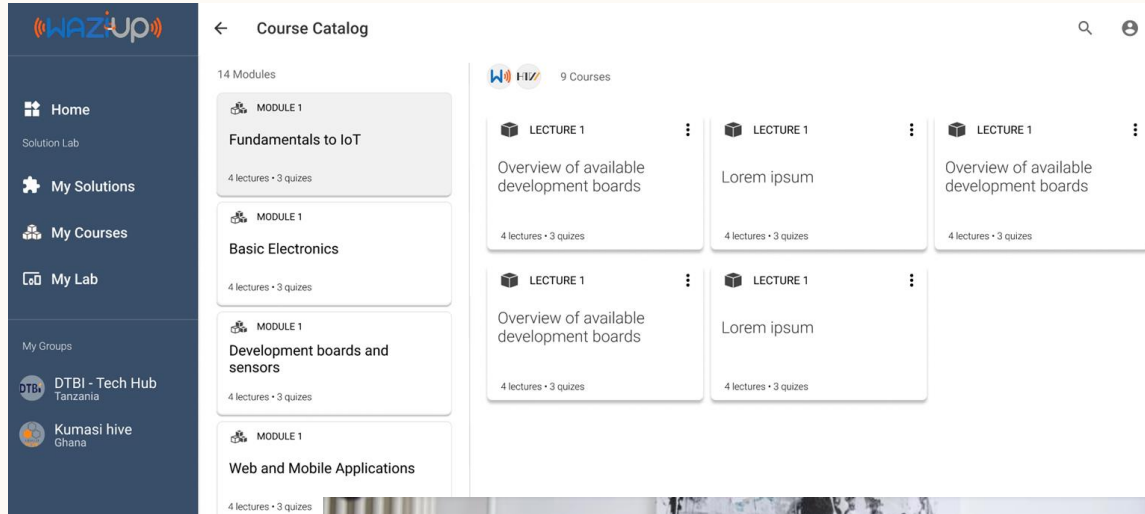 WAZIUP
Home
Solution Lab
My Solutions
My Courses
My Lab
My Groups
DTBi
DTBI - Tech Hub
Tanzania
Kumasi hive
Ghana
Course Catalog
14 Modules
MODULE 1
Fundamentals to IoT
4 lectures • 3 quizes
MODULE 1
Basic Electronics
4 lectures • 3 quizes
MODULE 1
Development boards and
sensors
4 lectures • 3 quizes
MODULE 1
Web and Mobile Applications
4 lectures • 3 quizes
9 Courses
LECTURE 1
Overview of available
development boards
4 lectures • 3 quizes
LECTURE 1
Lorem ipsum
4 lectures • 3 quizes
LECTURE 1
Overview of available
development boards
4 lectures • 3 quizes
LECTURE 1
Overview of available
development boards
4 lectures • 3 quizes
LECTURE 1
Lorem ipsum
4 lectures • 3 quizes